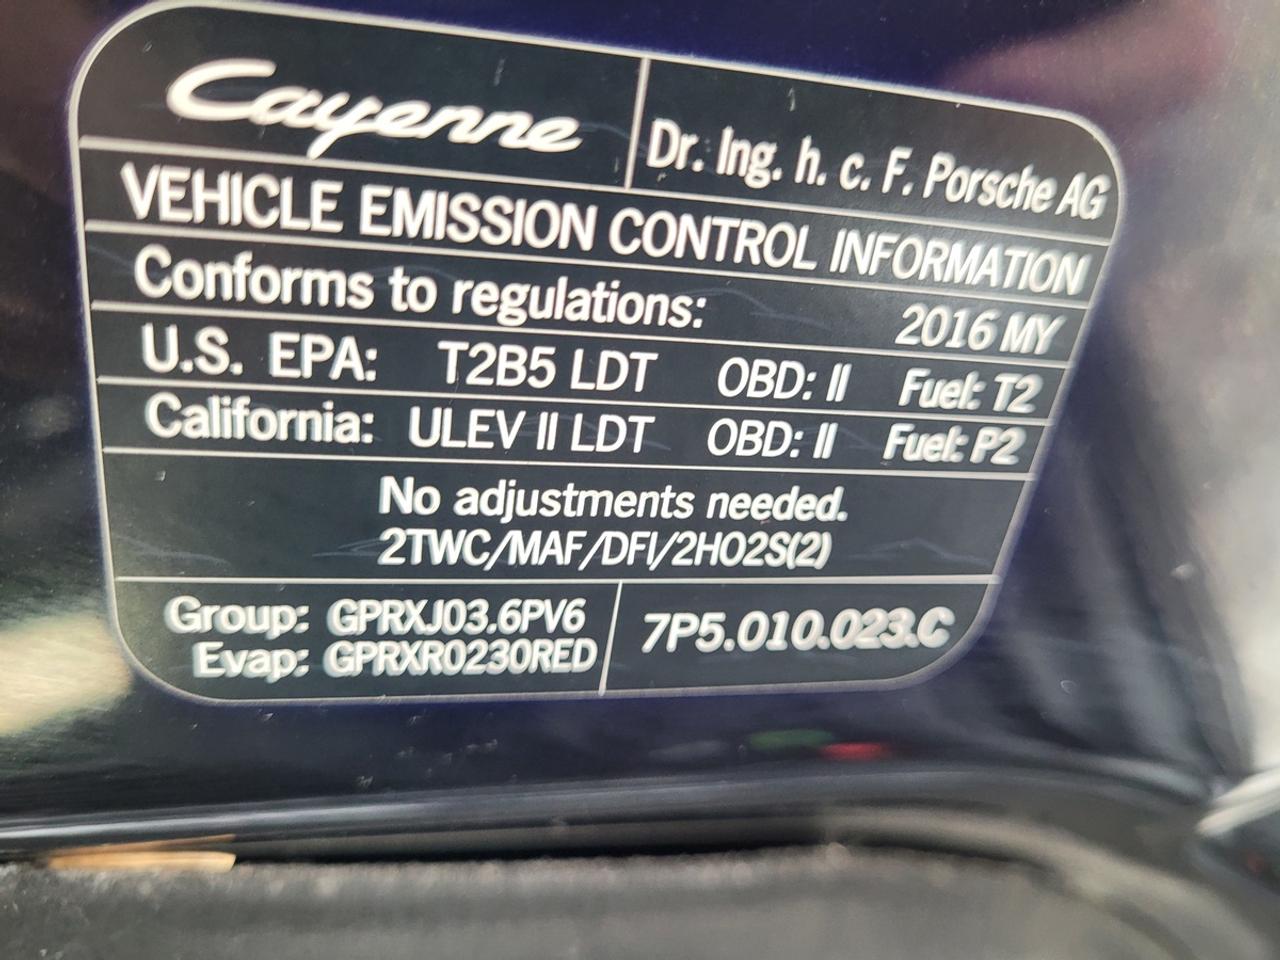 Cayenne Dr. Ing. h. c. F. Porsche AG
VEHICLE EMISSION CONTROL INFORMATION
Conforms to regulations: 2016 MY
U.S. EPA: T2B5 LDT OBD: II Fuel: T2
California: ULEV II LDT OBD: II Fuel: P2
No adjustments needed.
2TWC/MAF/DFI/2HO2S(2)
Group: GPRXJ03.6PV6
Evap: GPRXR0230RED
7P5.010.023.C